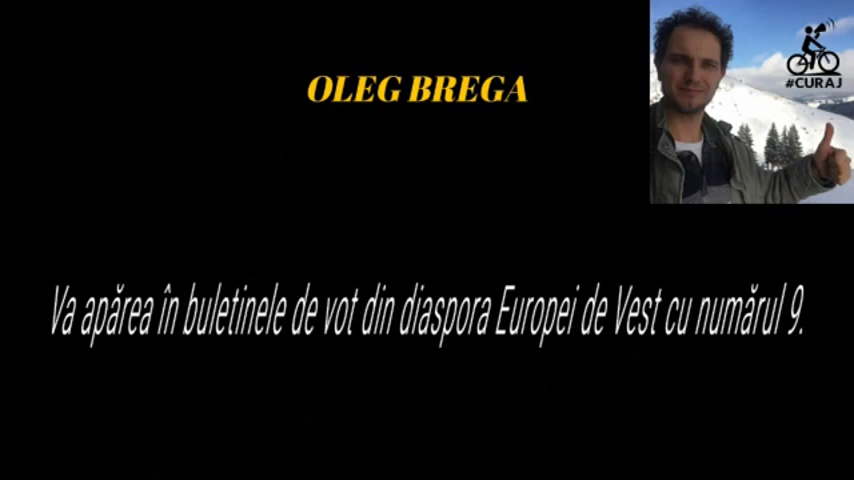 #CURAJ
OLEG BREGA
Va apărea în buletinele de vot din diaspora Europei de Vest cu numărul 9.